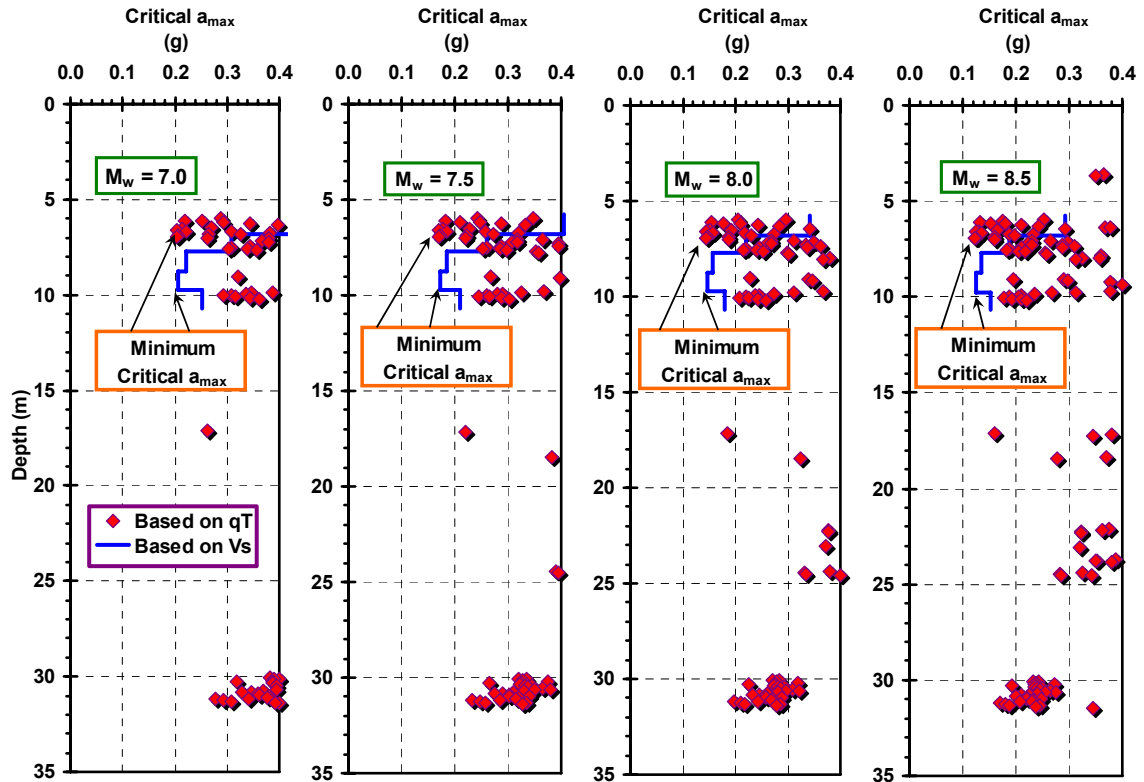 Critical amax
(g)
0.0 0.1 0.2 0.3 0.4
Critical amax
(g)
0.0 0.1 0.2 0.3 0.4
Critical amax
(g)
0.0 0.1 0.2 0.3 0.4
Critical amax
(g)
0.0 0.1 0.2 0.3 0.4
Depth (m)
0
5
10
15
20
25
30
35
Mw = 7.0
Minimum
Critical amax
Based on qT
Based on Vs
0
5
10
15
20
25
30
35
Mw = 7.5
Minimum
Critical amax
0
5
10
15
20
25
30
35
Mw = 8.0
Minimum
Critical amax
0
5
10
15
20
25
30
35
Mw = 8.5
Minimum
Critical amax